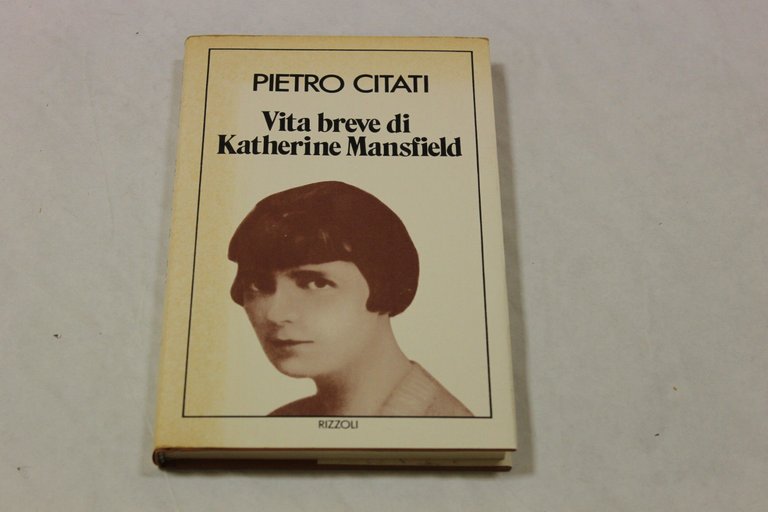 PIETRO CITATI
Vita breve di
Katherine Mansfield
RIZZOLI